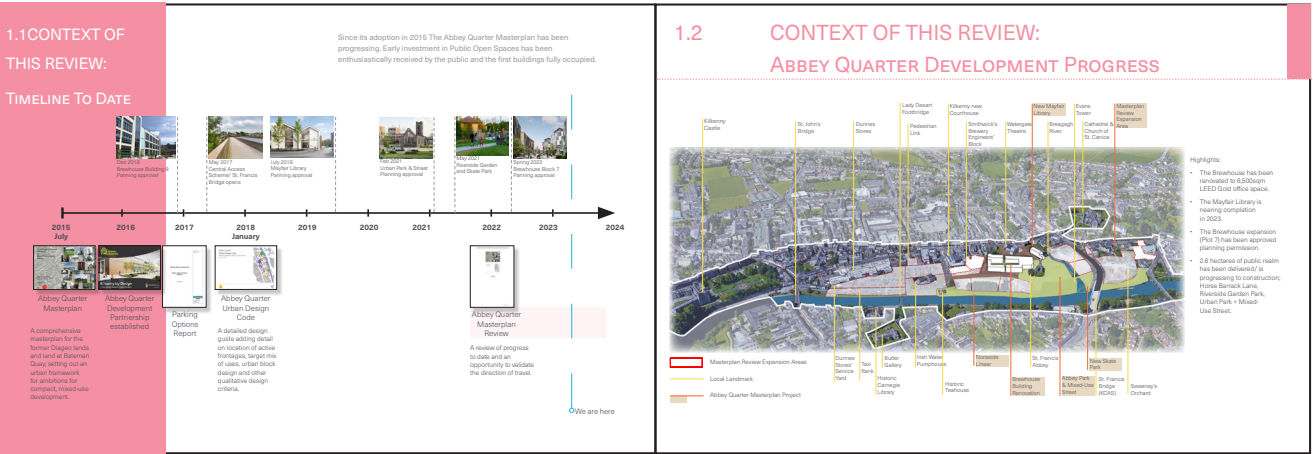 1.1CONTEXT OF
THIS REVIEW:
TIMELINE TO DATE
Since its adoption in 2015 The Abbey Quarter Masterplan has been
progressing. Early investment in Public Open Spaces has been
enthusiastically received by the public and the first buildings fully occupied.
Dec 2016
Brewhouse Building 8
Panning approval
May 2017
Central Access
Scheme/ St. Francis
Bridge opens
July 2019
Mayfair Library
Panning approval
Feb 2021
Urban Park & Street
Planning approval
May 2021
Riverside Garden
and Skate Park
Spring 2022
Brewhouse Block 7
Panning approval
2015
July
2016
2017
2018
January
2019
2020
2021
2022
2023
2024
Abbey Quarter
Masterplan
A comprehensive
masterplan for the
former Diageo lands
and land at Bateman
Quay, setting out an
urban framework
for ambitions for
compact, mixed-use
development.
Abbey Quarter
Development
Partnership
established
Parking
Options
Report
Abbey Quarter
Urban Design
Code
A detailed design
guide adding detail
on location of active
frontages, target mix
of uses, urban block
design and other
qualitative design
criteria.
Abbey Quarter
Masterplan
Review
A review of progress
to date and an
opportunity to validate
the direction of travel.
We are here
1.2
CONTEXT OF THIS REVIEW:
ABBEY QUARTER DEVELOPMENT PROGRESS
Kilkenny
Castle
St. John's
Bridge
Dunnes
Stores
Lady Desart
Footbridge
Pedestrian
Link
Kilkenny new
Courthouse
Smithwick's
Brewery
Engineers'
Block
Watergate
Theatre
New Mayfair
Library
Breagagh
River
Evans
Tower
Cathedral &
Church of
St. Canice
Masterplan
Review
Expansion
Area
Highlights:
• The Brewhouse has been
renovated to 6,500sqm
LEED Gold office space.
• The Mayfair Library is
nearing completion
in 2023.
• The Brewhouse expansion
(Plot 7) has been approved
planning permission.
• 2.6 hectares of public realm
has been delivered/ is
progressing to construction;
Horse Barrack Lane,
Riverside Garden Park,
Urban Park + Mixed-
Use Street.
Masterplan Review Expansion Areas
Local Landmark
Abbey Quarter Masterplan Project
Dunnes
Stores'
Service
Yard
Taxi
Rank
Butler
Gallery
Historic
Carnegie
Library
Irish Water
Pumphouse
Historic
Teahouse
Norsside
Linear
Brewhouse
Building
Renovation
St. Francis
Abbey
Abbey Park
& Mixed-Use
Street
New Skate
Park
St. Francis
Bridge
(KCAS)
Sweeney's
Orchard